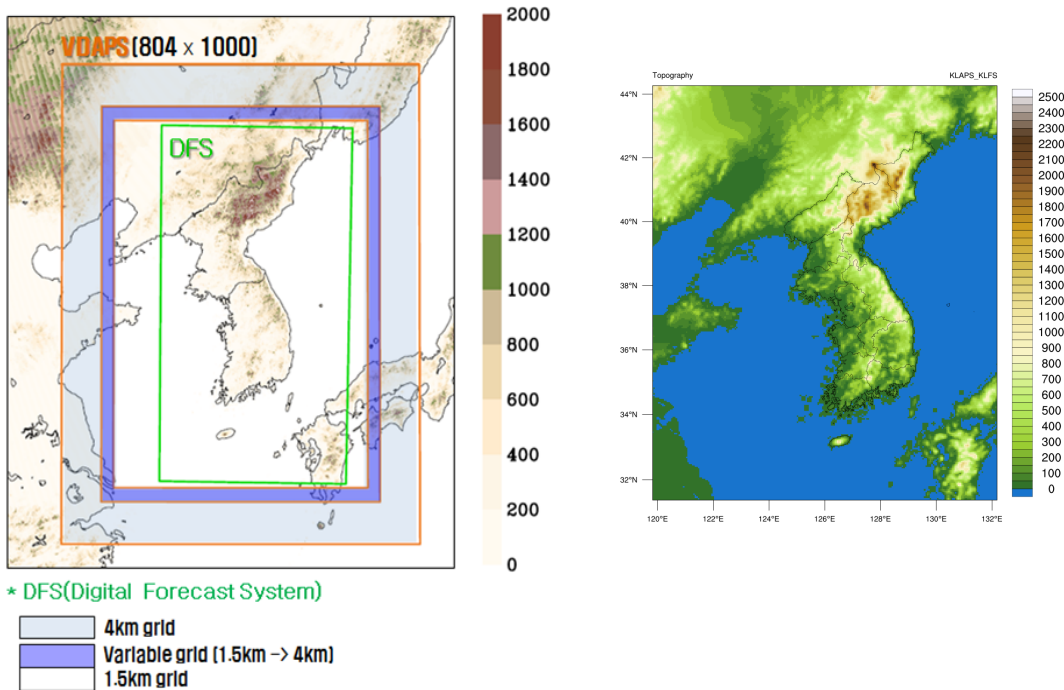 VDAPS(804 x 1000)
DFS
2000
1800
1600
1400
1200
1000
800
600
400
200
0
* DFS(Digital Forecast System)
4km grid
Variable grid (1.5km -> 4km)
1.5km grid
Topography
KLAPS_KLFS
44°N
42°N
40°N
38°N
36°N
34°N
32°N
120°E
122°E
124°E
126°E
128°E
130°E
132°E
2500
2400
2300
2200
2100
2000
1900
1800
1700
1600
1500
1400
1300
1200
1100
1000
900
800
700
600
500
400
300
200
100
0